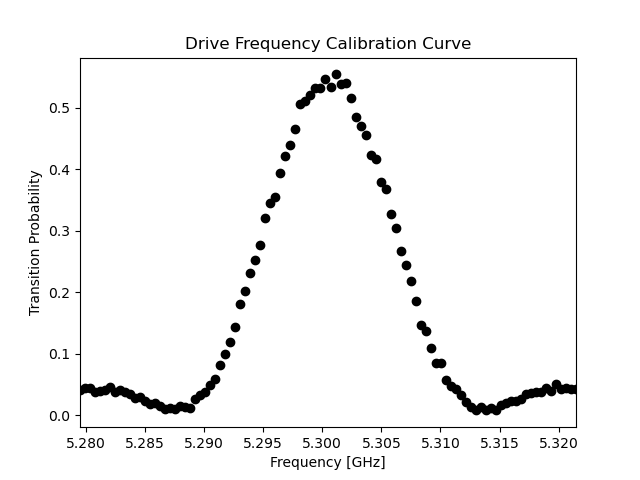 Drive Frequency Calibration Curve
Transition Probability
0.5
0.4
0.3
0.2
0.1
0.0
5.280 5.285 5.290 5.295 5.300 5.305 5.310 5.315 5.320
Frequency [GHz]